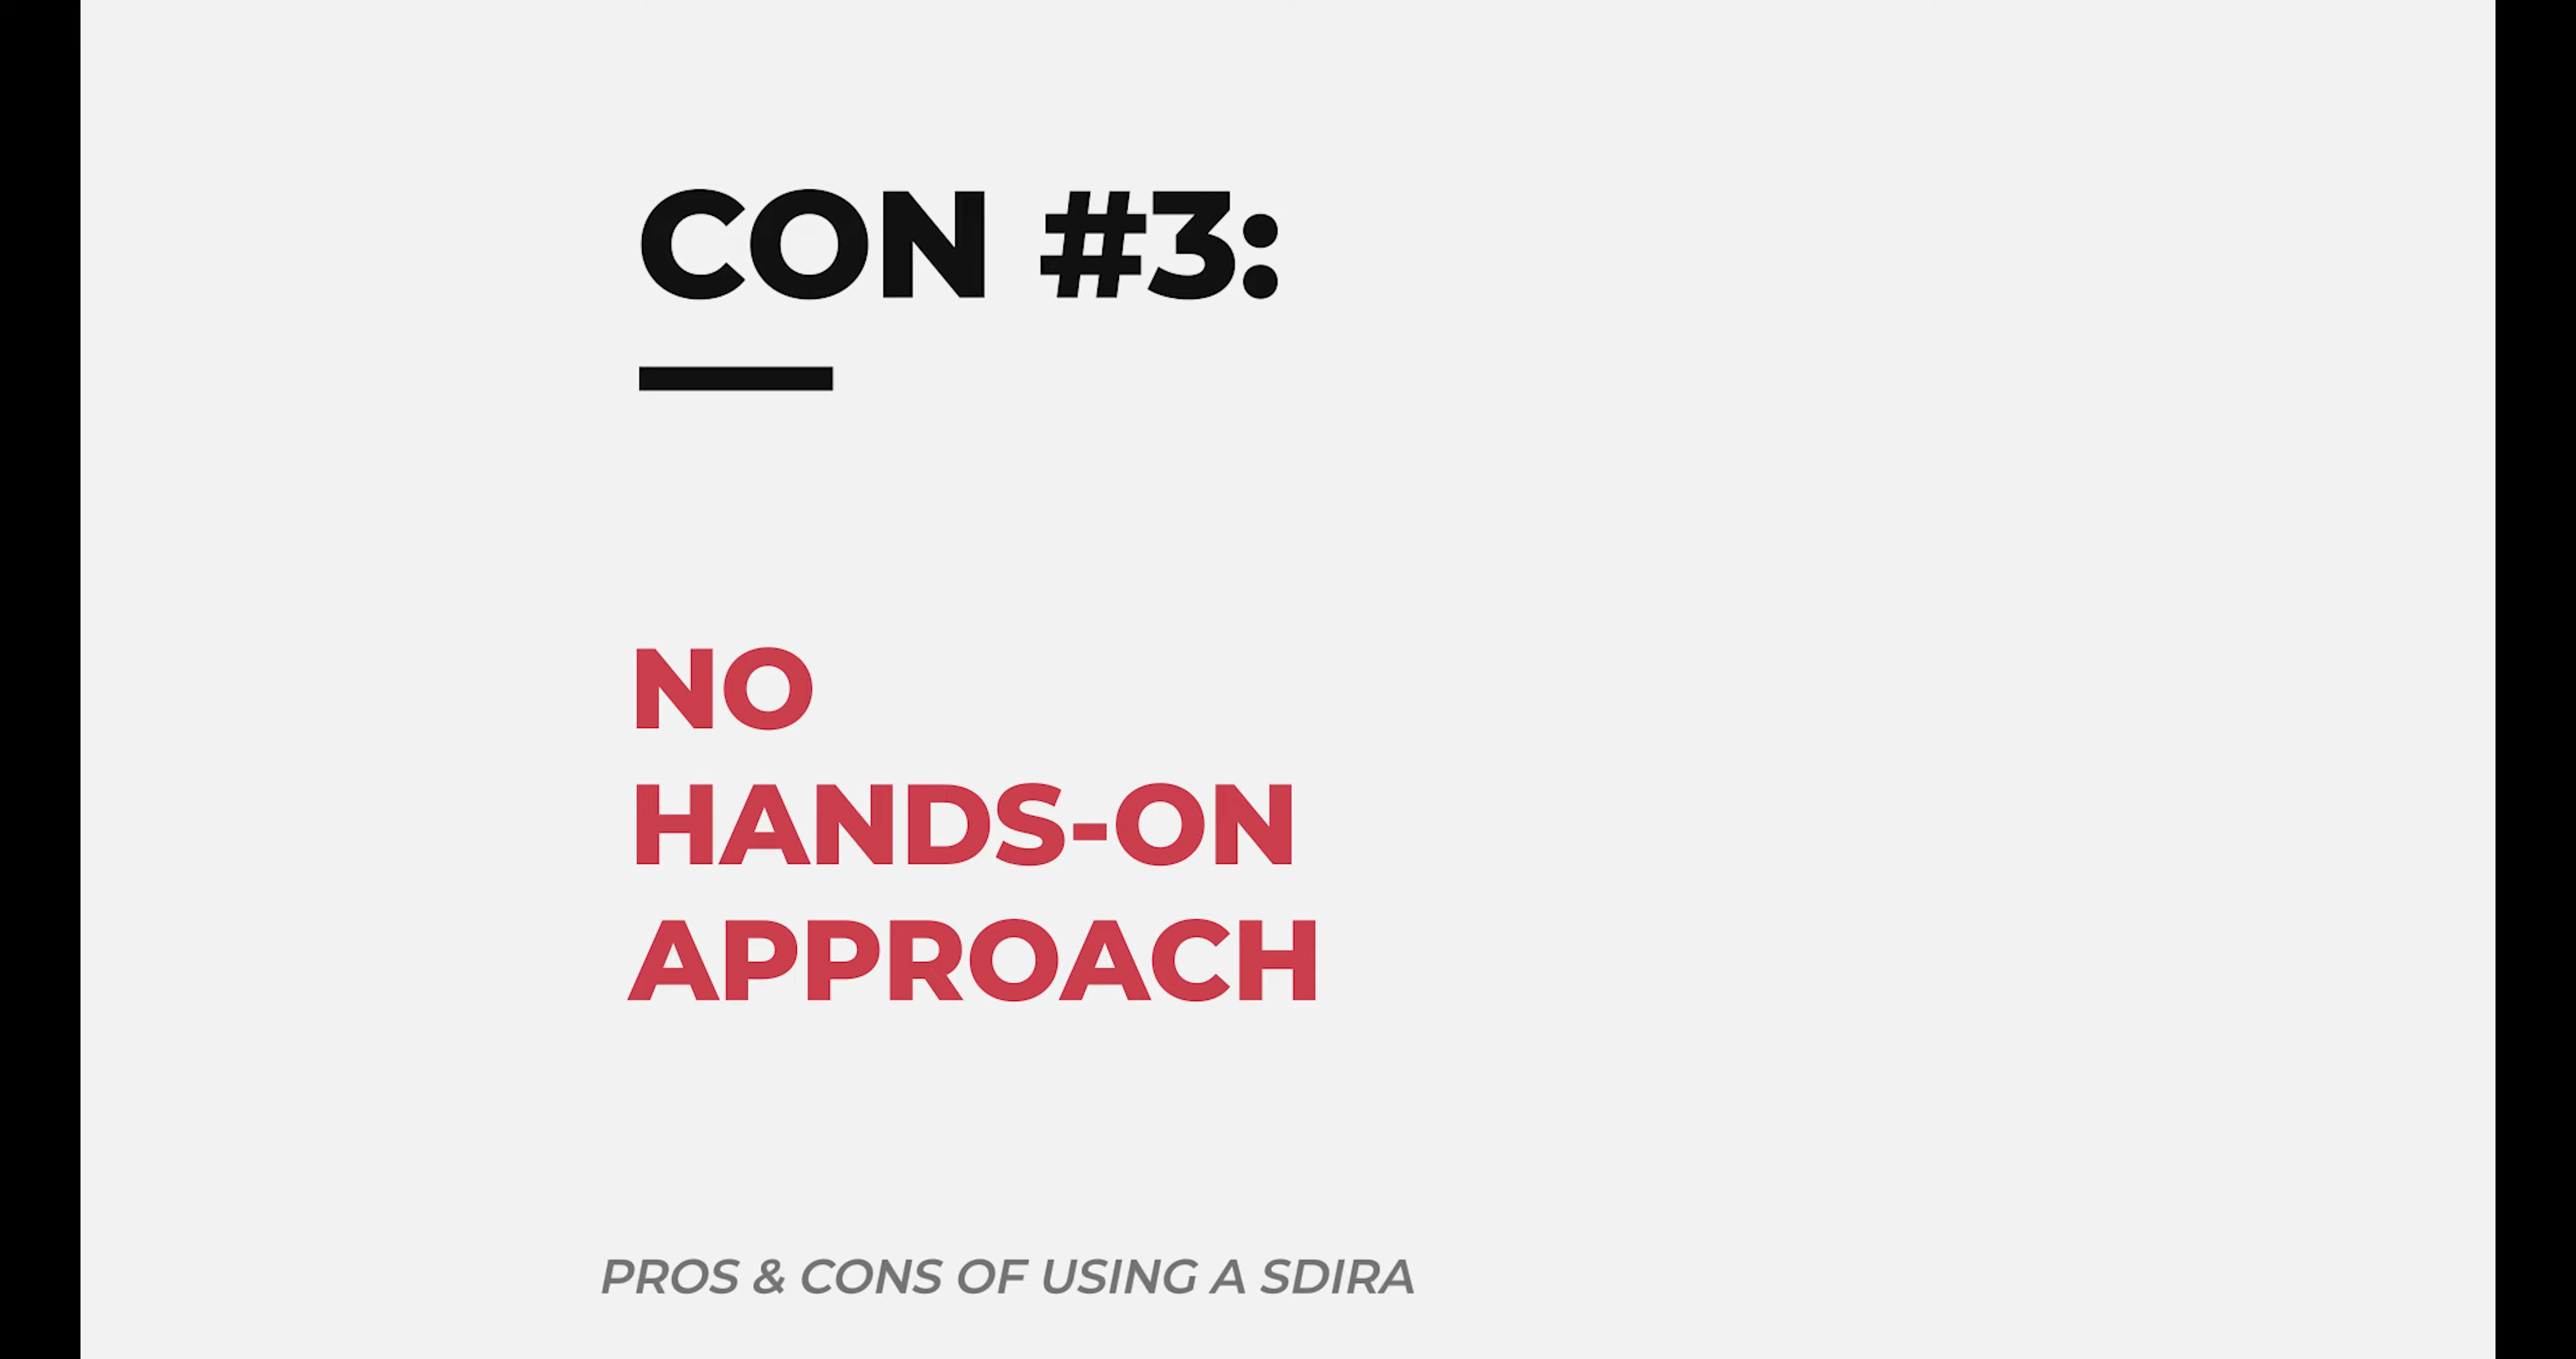 CON #3:
NO
HANDS-ON
APPROACH
PROS & CONS OF USING A SDIRA